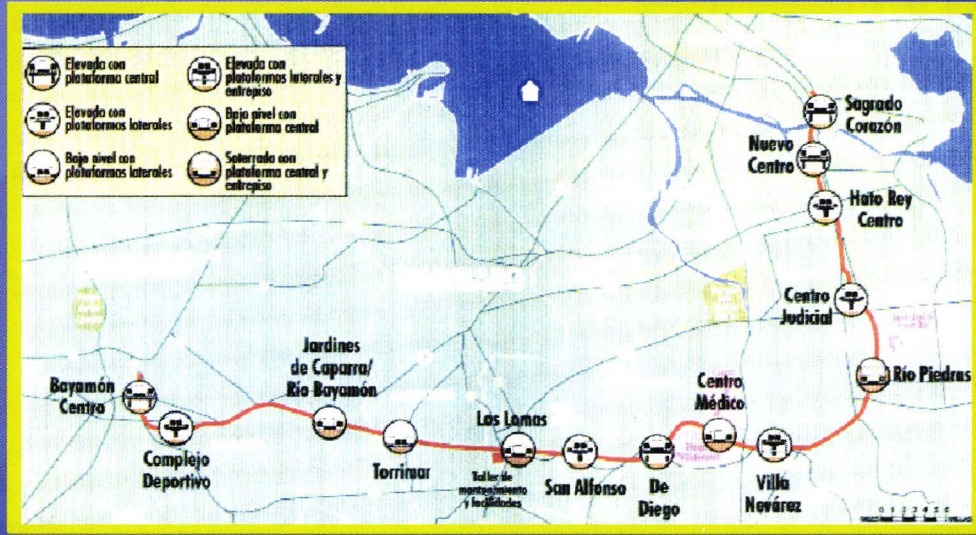 Elevada con
plataforma central
Elevada con
plataformas laterales
Bajo nivel con
plataformas laterales
Elevada con
plataformas laterales y
entrepiso
Bajo nivel con
plataforma central
Soterrada con
plataforma central y
entrepiso
Sagrado
Corazón
Nuevo
Centro
Hato Rey
Centro
Centro
Judicial
Río Piedras
Villa
Nevárez
Centro
Médico
De
Diego
San Alfonso
Las Lomas
Taller de
mantenimiento
y facilidades
Torrimar
Jardines
de Caparra/
Río Bayamón
Complejo
Deportivo
Bayamón
Centro